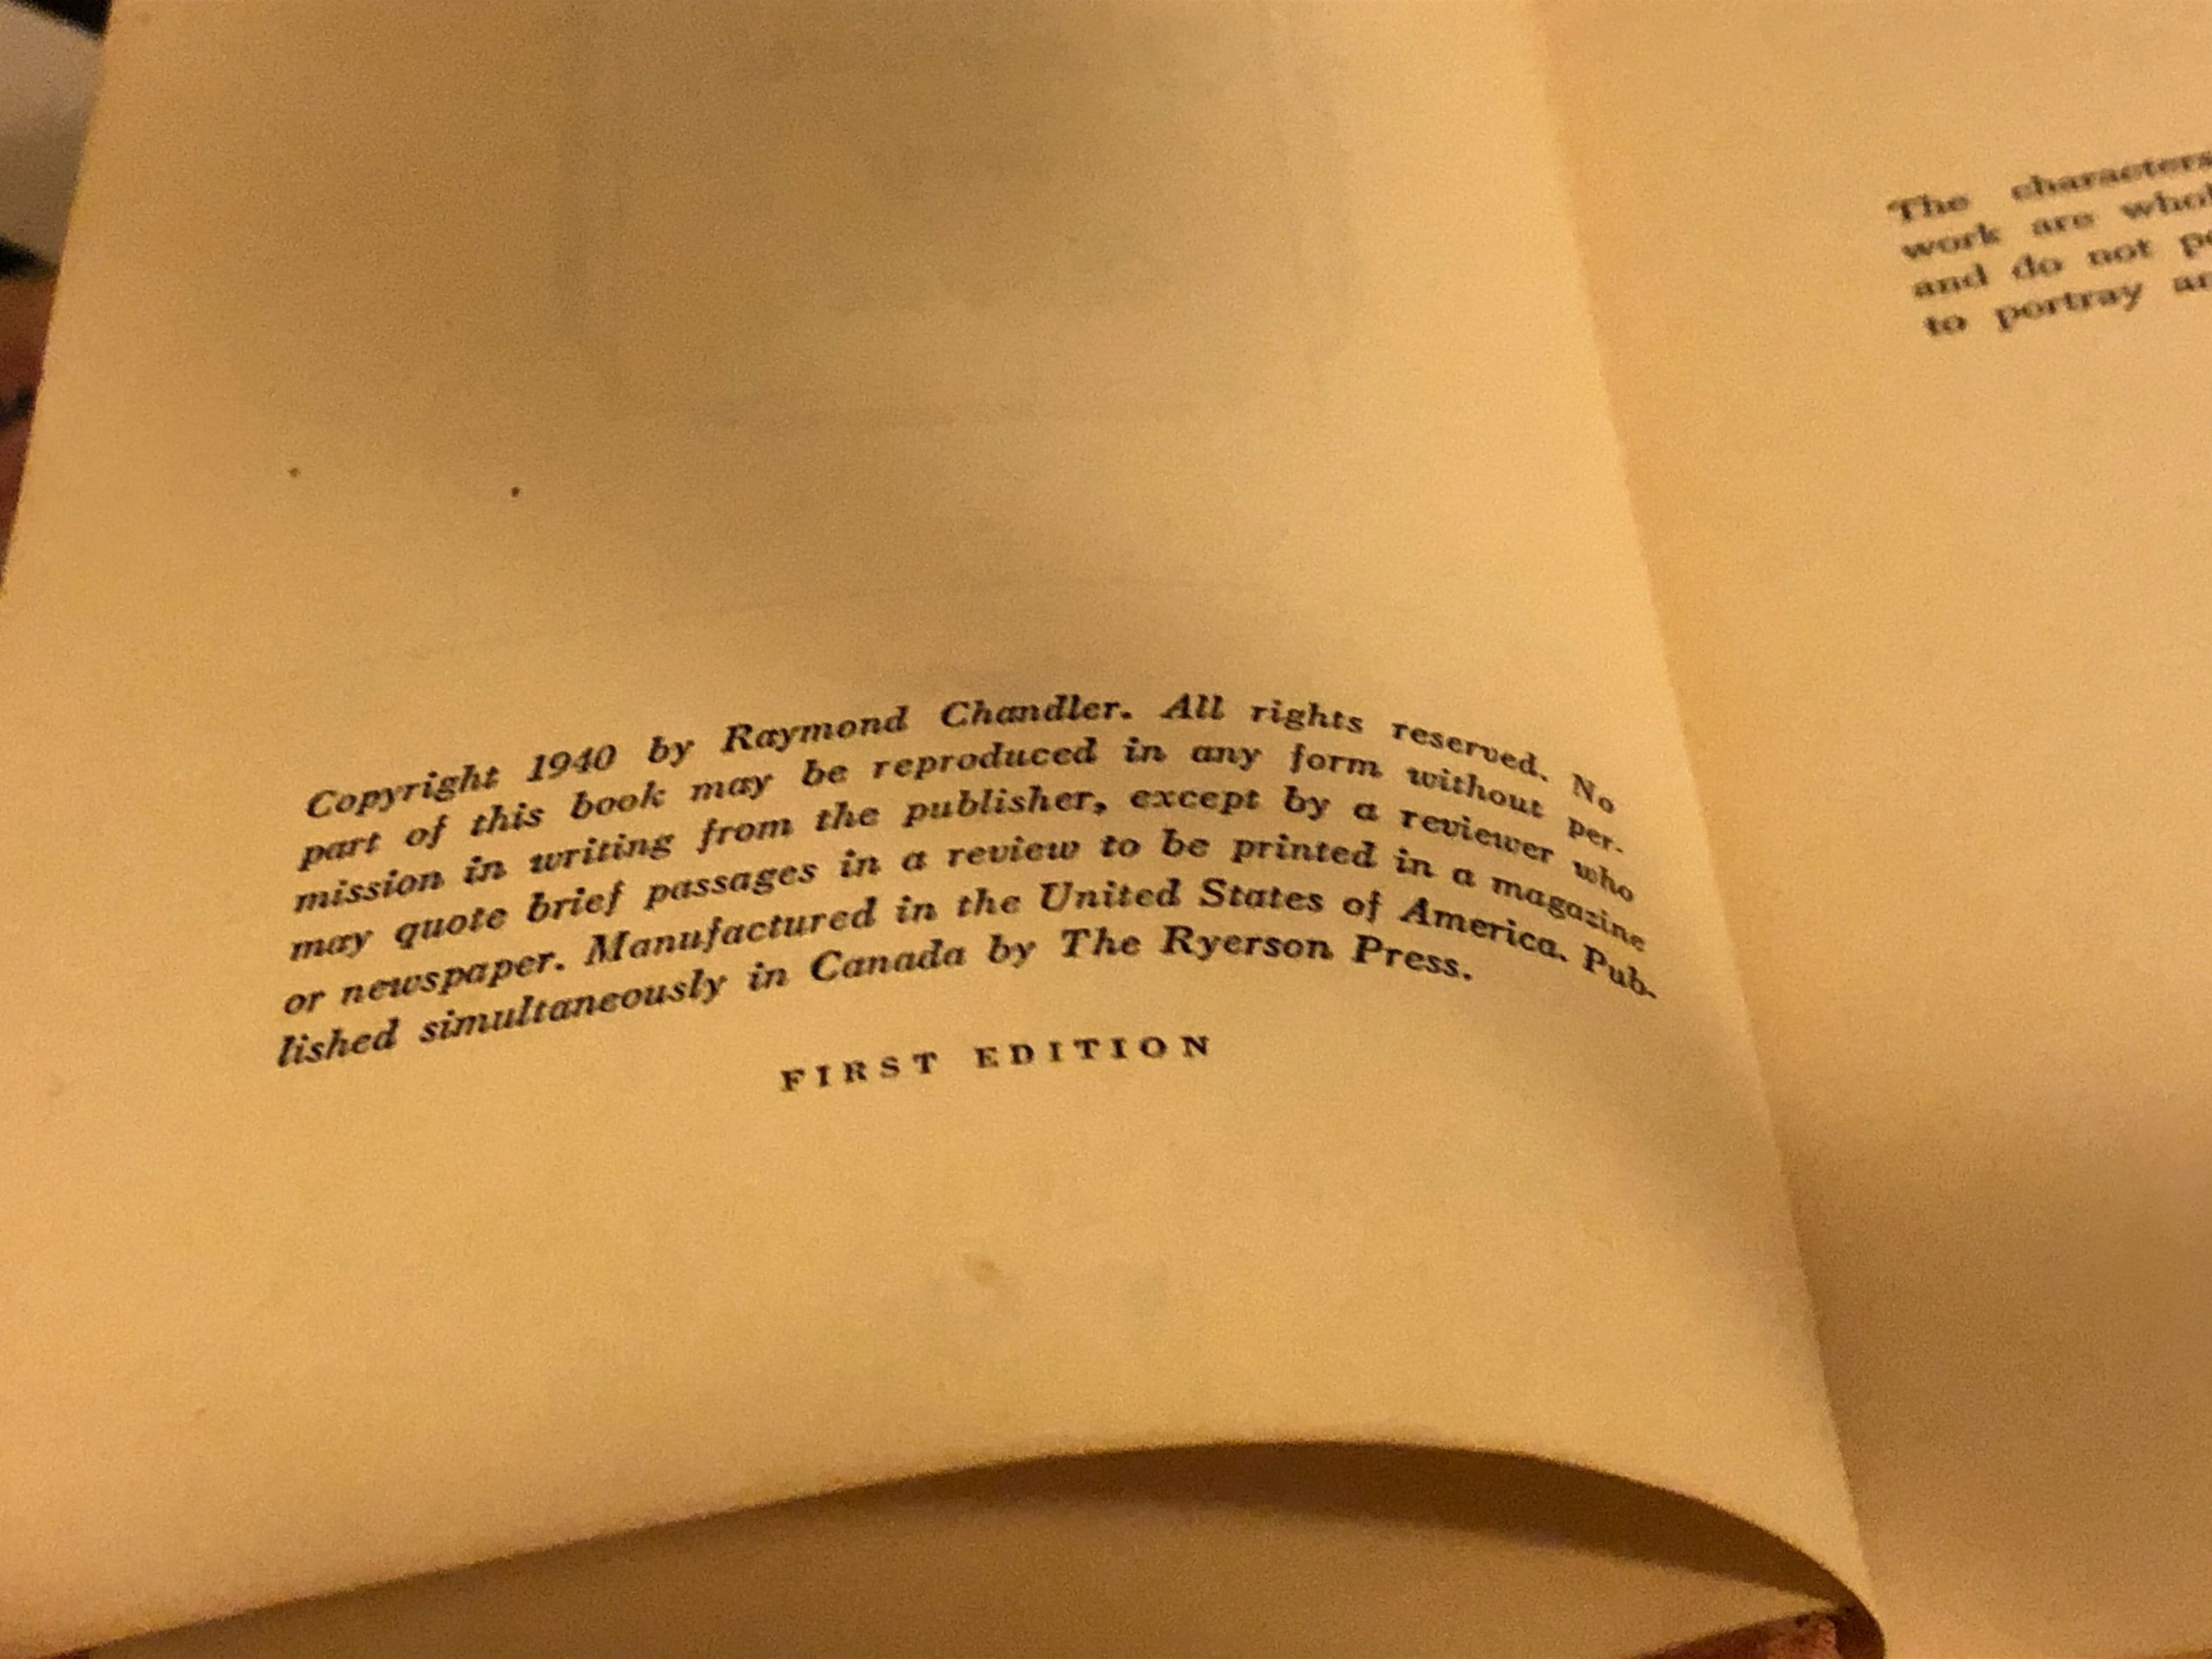 Copyright 1940 by Raymond Chandler. All rights reserved. No
part of this book may be reproduced in any form without per-
mission in writing from the publisher, except by a reviewer who
may quote brief passages in a review to be printed in a magazine
or newspaper. Manufactured in the United States of America. Pub-
lished simultaneously in Canada by The Ryerson Press.
FIRST EDITION
The characters
work are
and do not
to portray